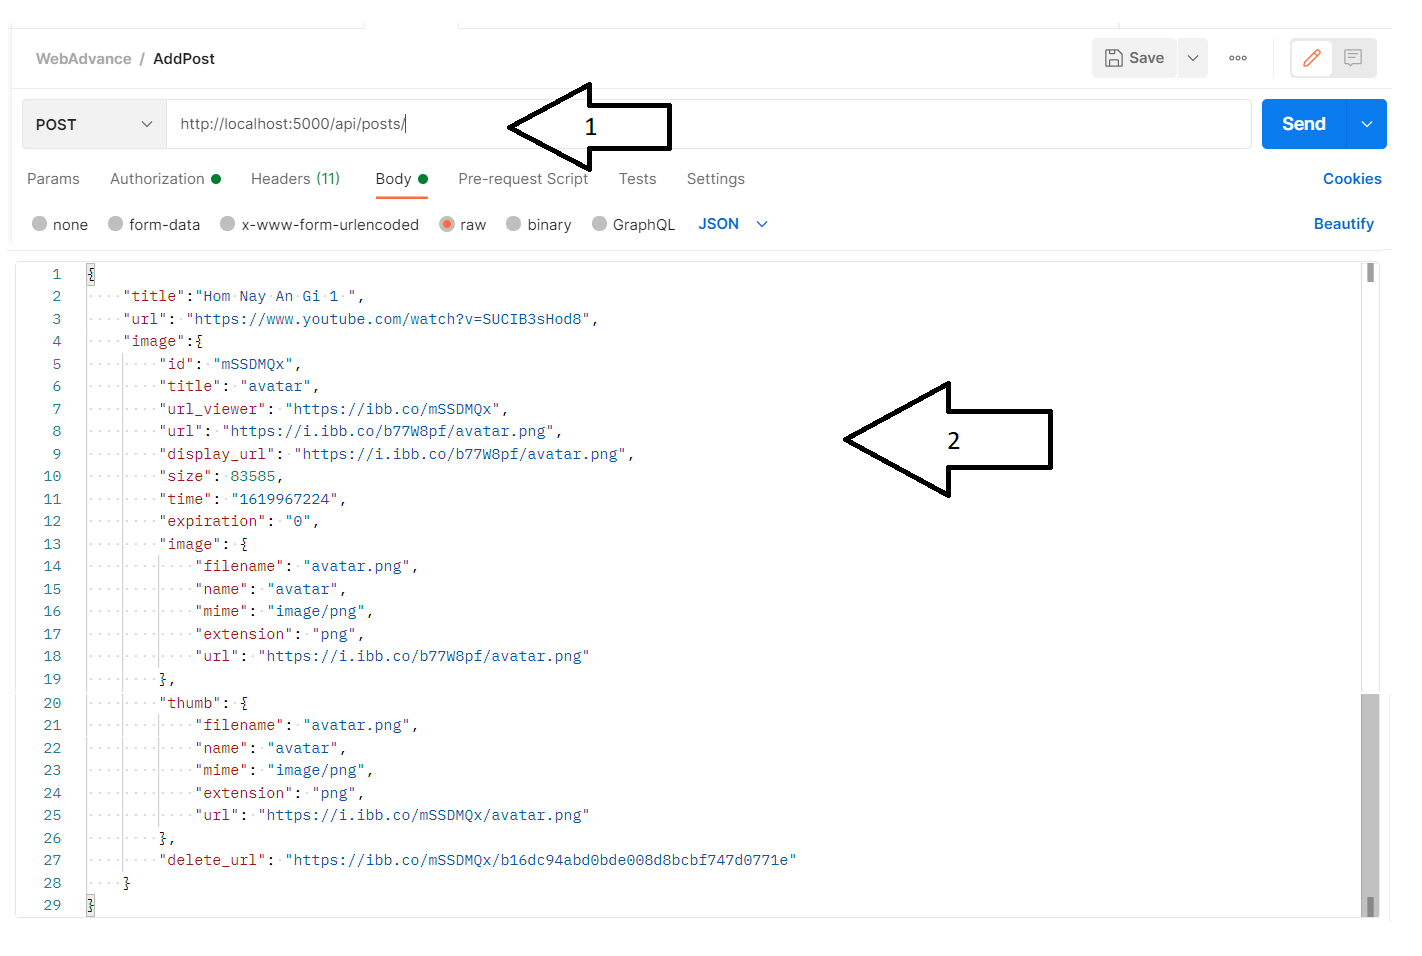 WebAdvance / AddPost
Save
POST
http://localhost:5000/api/posts/
1
Send
Params Authorization Headers (11) Body Pre-request Script Tests Settings Cookies
none form-data x-www-form-urlencoded raw binary GraphQL JSON Beautify
1 {
2 "title":"Hom Nay An Gi 1 ",
3 "url": "https://www.youtube.com/watch?v=SUCIB3sHod8",
4 "image":{
5 "id": "mSSDMQx",
6 "title": "avatar",
7 "url_viewer": "https://ibb.co/mSSDMQx",
8 "url": "https://i.ibb.co/b77W8pf/avatar.png",
9 "display_url": "https://i.ibb.co/b77W8pf/avatar.png",
2
10 "size": 83585,
11 "time": "1619967224",
12 "expiration": "0",
13 "image": {
14 "filename": "avatar.png",
15 "name": "avatar",
16 "mime": "image/png",
17 "extension": "png",
18 "url": "https://i.ibb.co/b77W8pf/avatar.png"
19 },
20 "thumb": {
21 "filename": "avatar.png",
22 "name": "avatar",
23 "mime": "image/png",
24 "extension": "png",
25 "url": "https://i.ibb.co/mSSDMQx/avatar.png"
26 },
27 "delete_url": "https://ibb.co/mSSDMQx/b16dc94abd0bde008d8bcbf747d0771e"
28 }
29 }